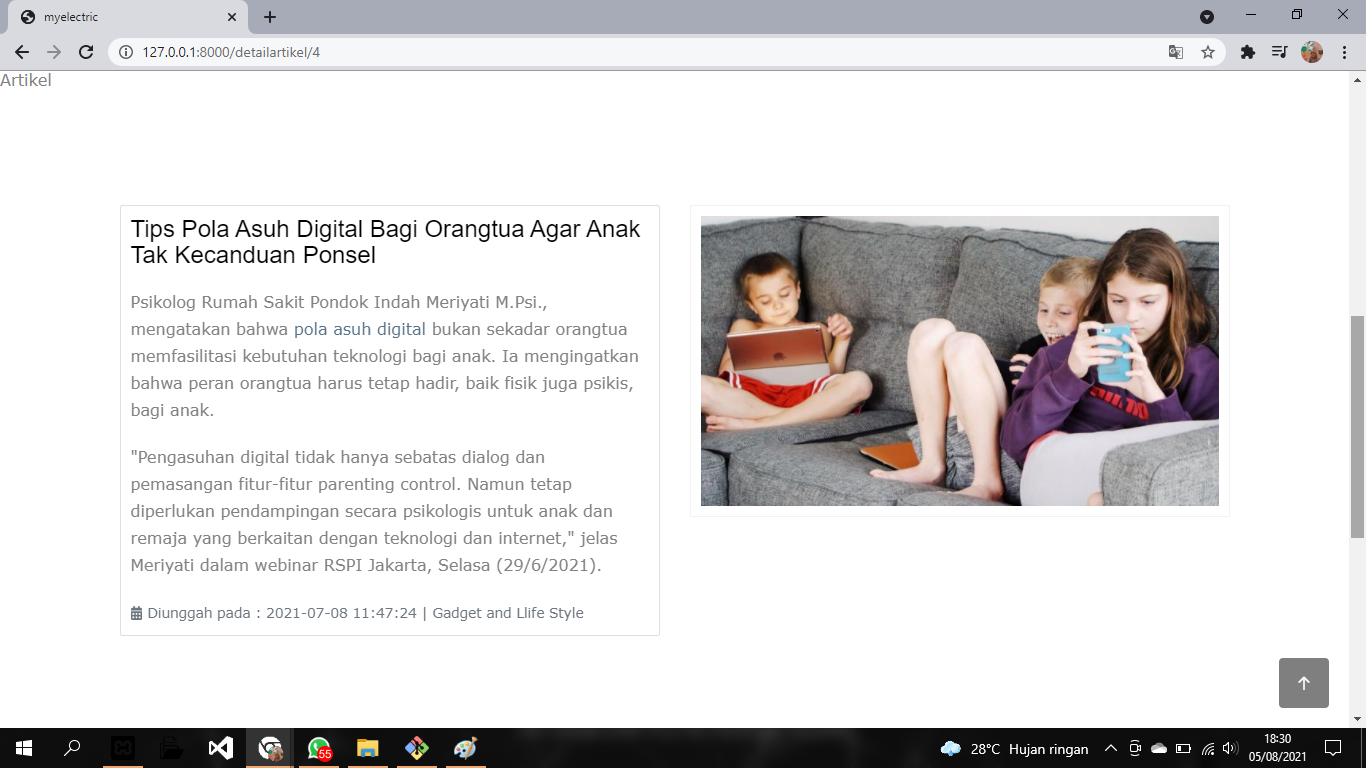 myelectric
127.0.0.1:8000/detailartikel/4
Artikel
Tips Pola Asuh Digital Bagi Orangtua Agar Anak
Tak Kecanduan Ponsel
Psikolog Rumah Sakit Pondok Indah Meriyati M.Psi.,
mengatakan bahwa pola asuh digital bukan sekadar orangtua
memfasilitasi kebutuhan teknologi bagi anak. Ia mengingatkan
bahwa peran orangtua harus tetap hadir, baik fisik juga psikis,
bagi anak.
"Pengasuhan digital tidak hanya sebatas dialog dan
pemasangan fitur-fitur parenting control. Namun tetap
diperlukan pendampingan secara psikologis untuk anak dan
remaja yang berkaitan dengan teknologi dan internet," jelas
Meriyati dalam webinar RSPI Jakarta, Selasa (29/6/2021).
Diunggah pada : 2021-07-08 11:47:24 | Gadget and Llife Style
55
28°C Hujan ringan
18:30
05/08/2021